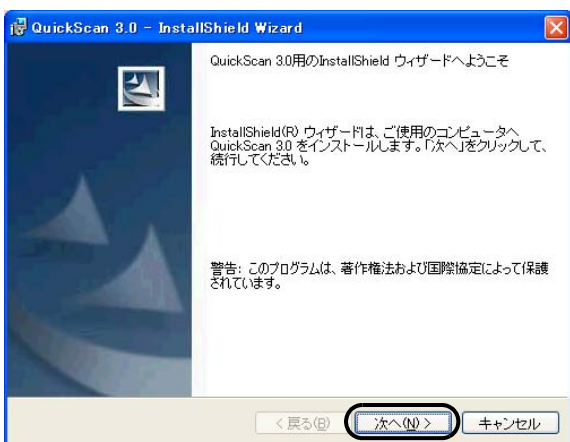 QuickScan 3.0 - InstallShield Wizard
QuickScan 3.0用のInstallShield ウィザードへようこそ
InstallShield(R) ウィザードは、ご使用のコンピュータへ
QuickScan 3.0 をインストールします。「次へ」をクリックして、
続行してください。
警告: このプログラムは、著作権法および国際協定によって保護
されています。
< 戻る(B)
次へ(N) >
キャンセル